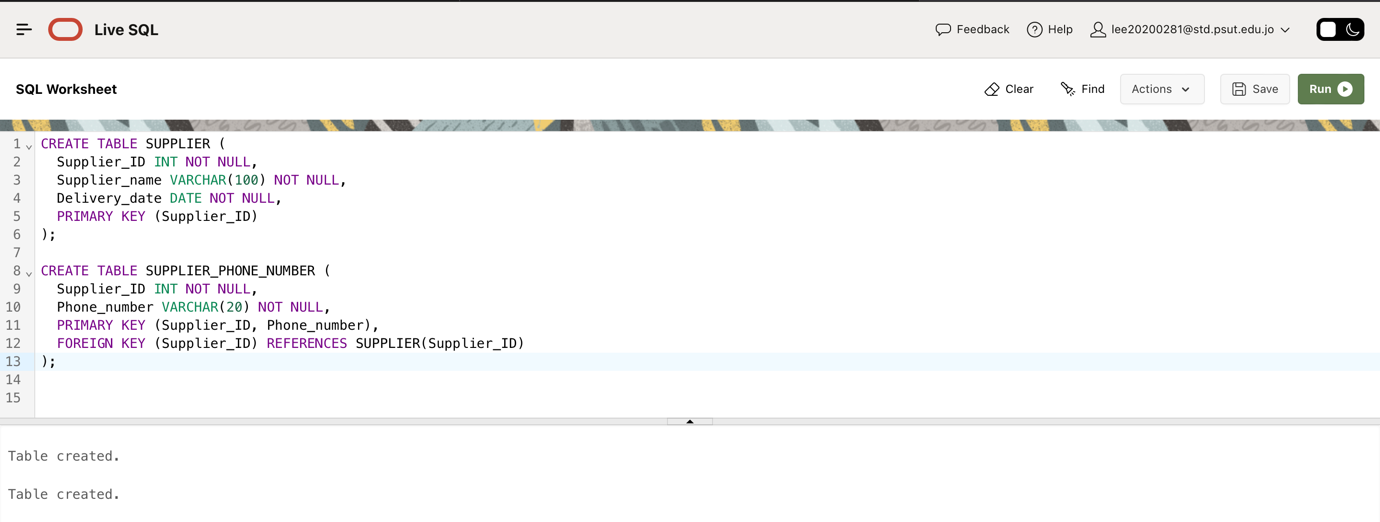 Live SQL
Feedback
Help
lee20200281@std.psut.edu.jo
SQL Worksheet
Clear
Find
Actions
Save
Run
1 CREATE TABLE SUPPLIER (
2 Supplier_ID INT NOT NULL,
3 Supplier_name VARCHAR(100) NOT NULL,
4 Delivery_date DATE NOT NULL,
5 PRIMARY KEY (Supplier_ID)
6 );
7
8 CREATE TABLE SUPPLIER_PHONE_NUMBER (
9 Supplier_ID INT NOT NULL,
10 Phone_number VARCHAR(20) NOT NULL,
11 PRIMARY KEY (Supplier_ID, Phone_number),
12 FOREIGN KEY (Supplier_ID) REFERENCES SUPPLIER(Supplier_ID)
13 );
14
15
Table created.
Table created.